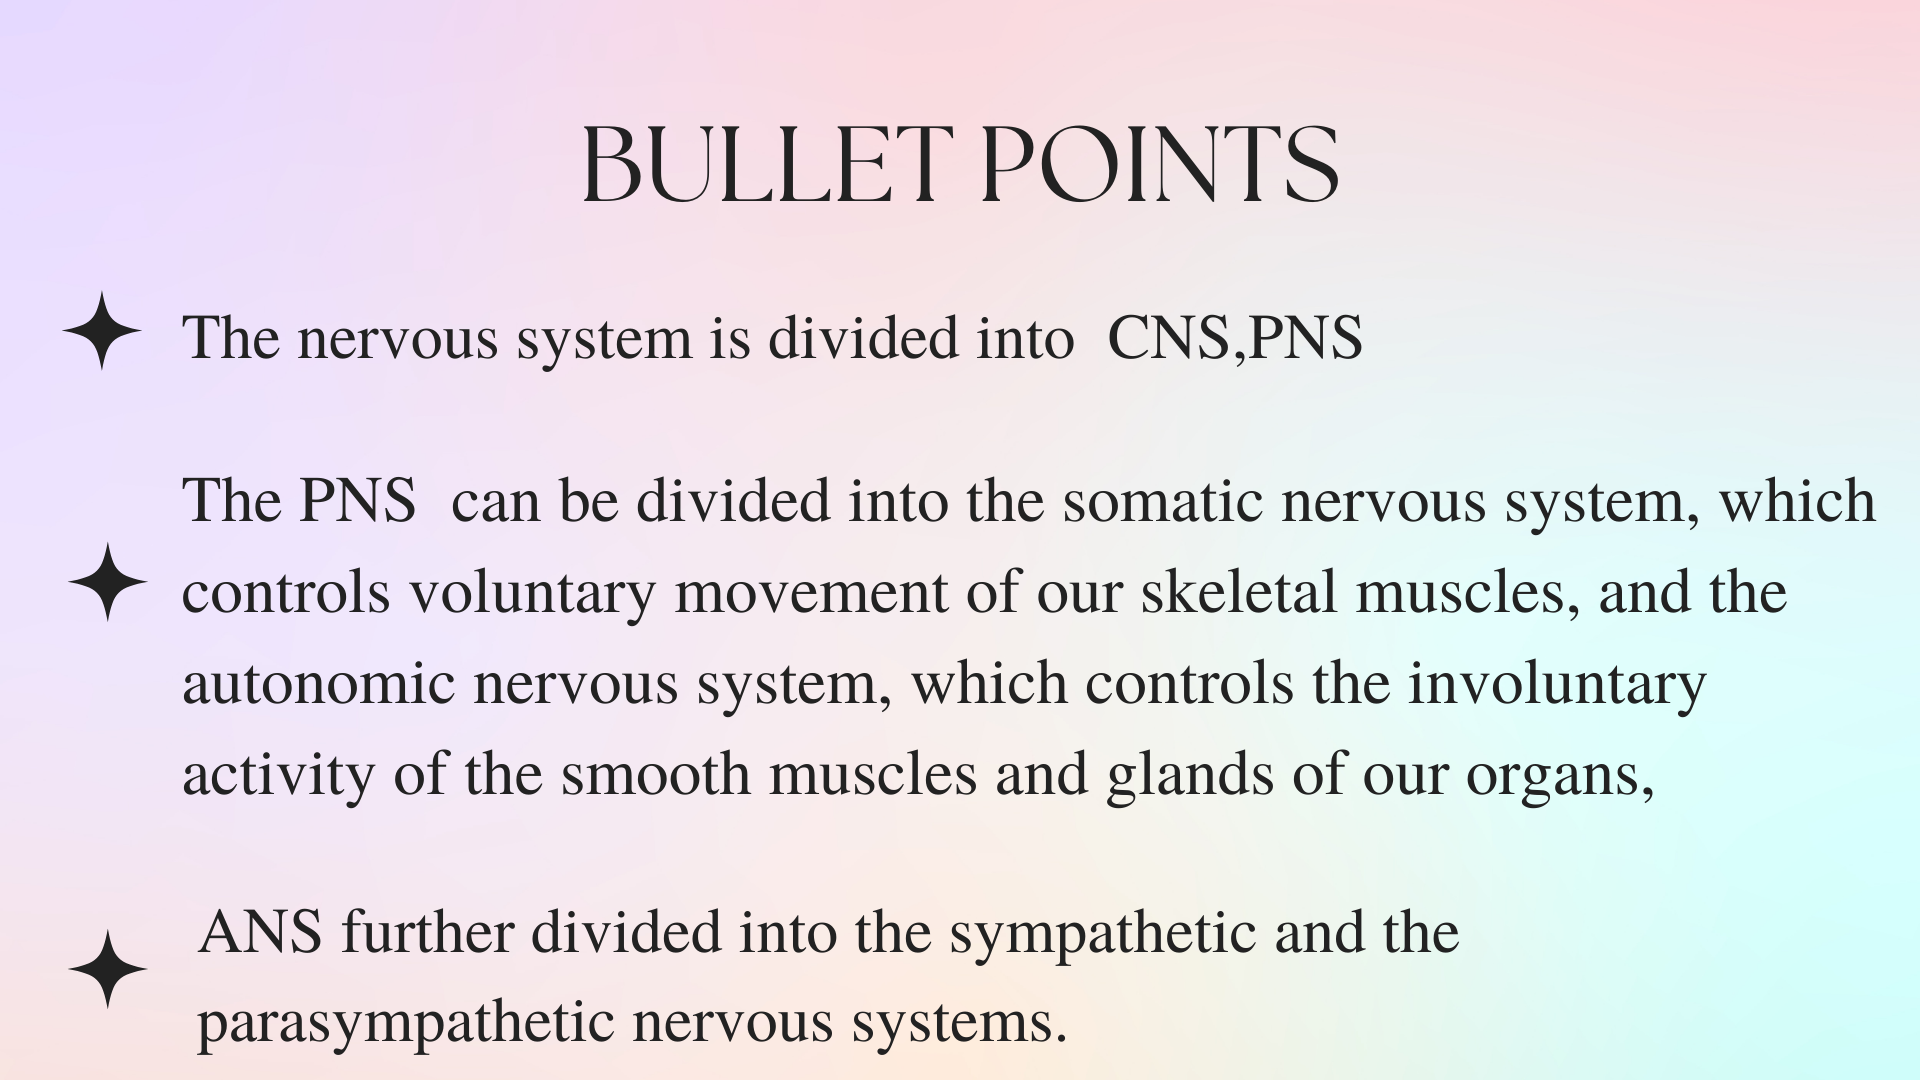 BULLET POINTS
The nervous system is divided into  CNS,PNS
The PNS  can be divided into the somatic nervous system, which
controls voluntary movement of our skeletal muscles, and the
autonomic nervous system, which controls the involuntary
activity of the smooth muscles and glands of our organs,
ANS further divided into the sympathetic and the
parasympathetic nervous systems.